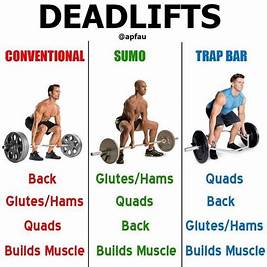 DEADLIFTS
@apfau
CONVENTIONAL SUMO TRAP BAR
Back Glutes/Hams Quads
Glutes/Hams Quads Back
Quads Back Glutes/Hams
Builds Muscle Builds Muscle Builds Muscle